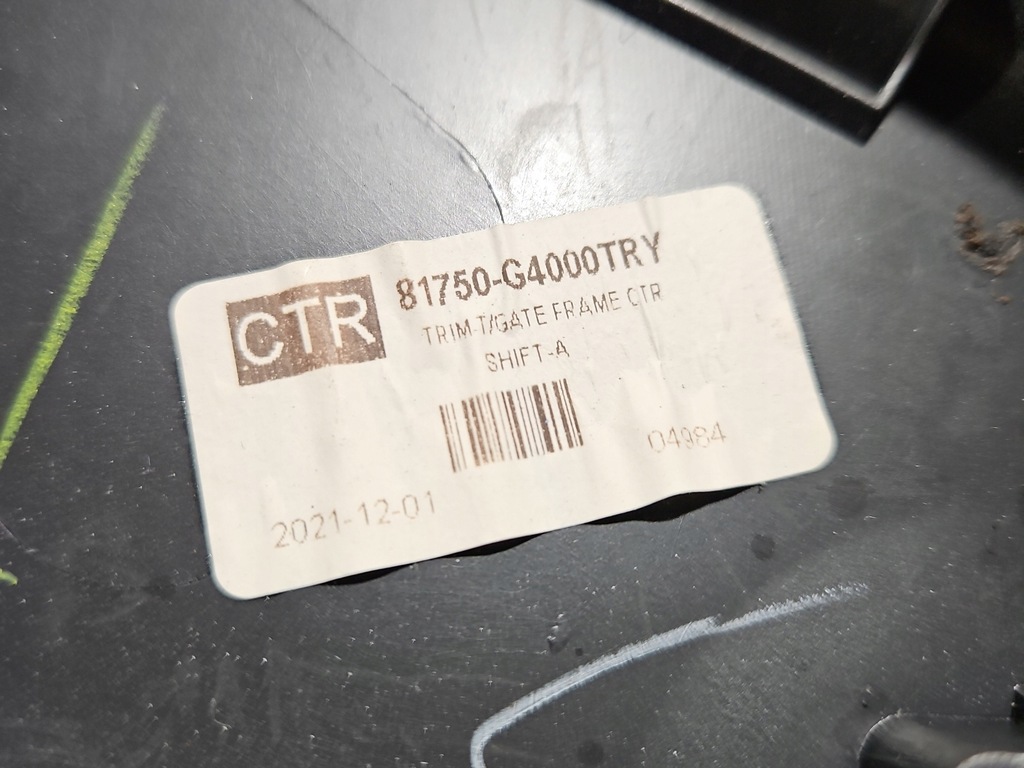 CTR
81750-G4000TRY
TRIM-T/GATE FRAME CTR
SHIFT-A
04984
2021-12-01